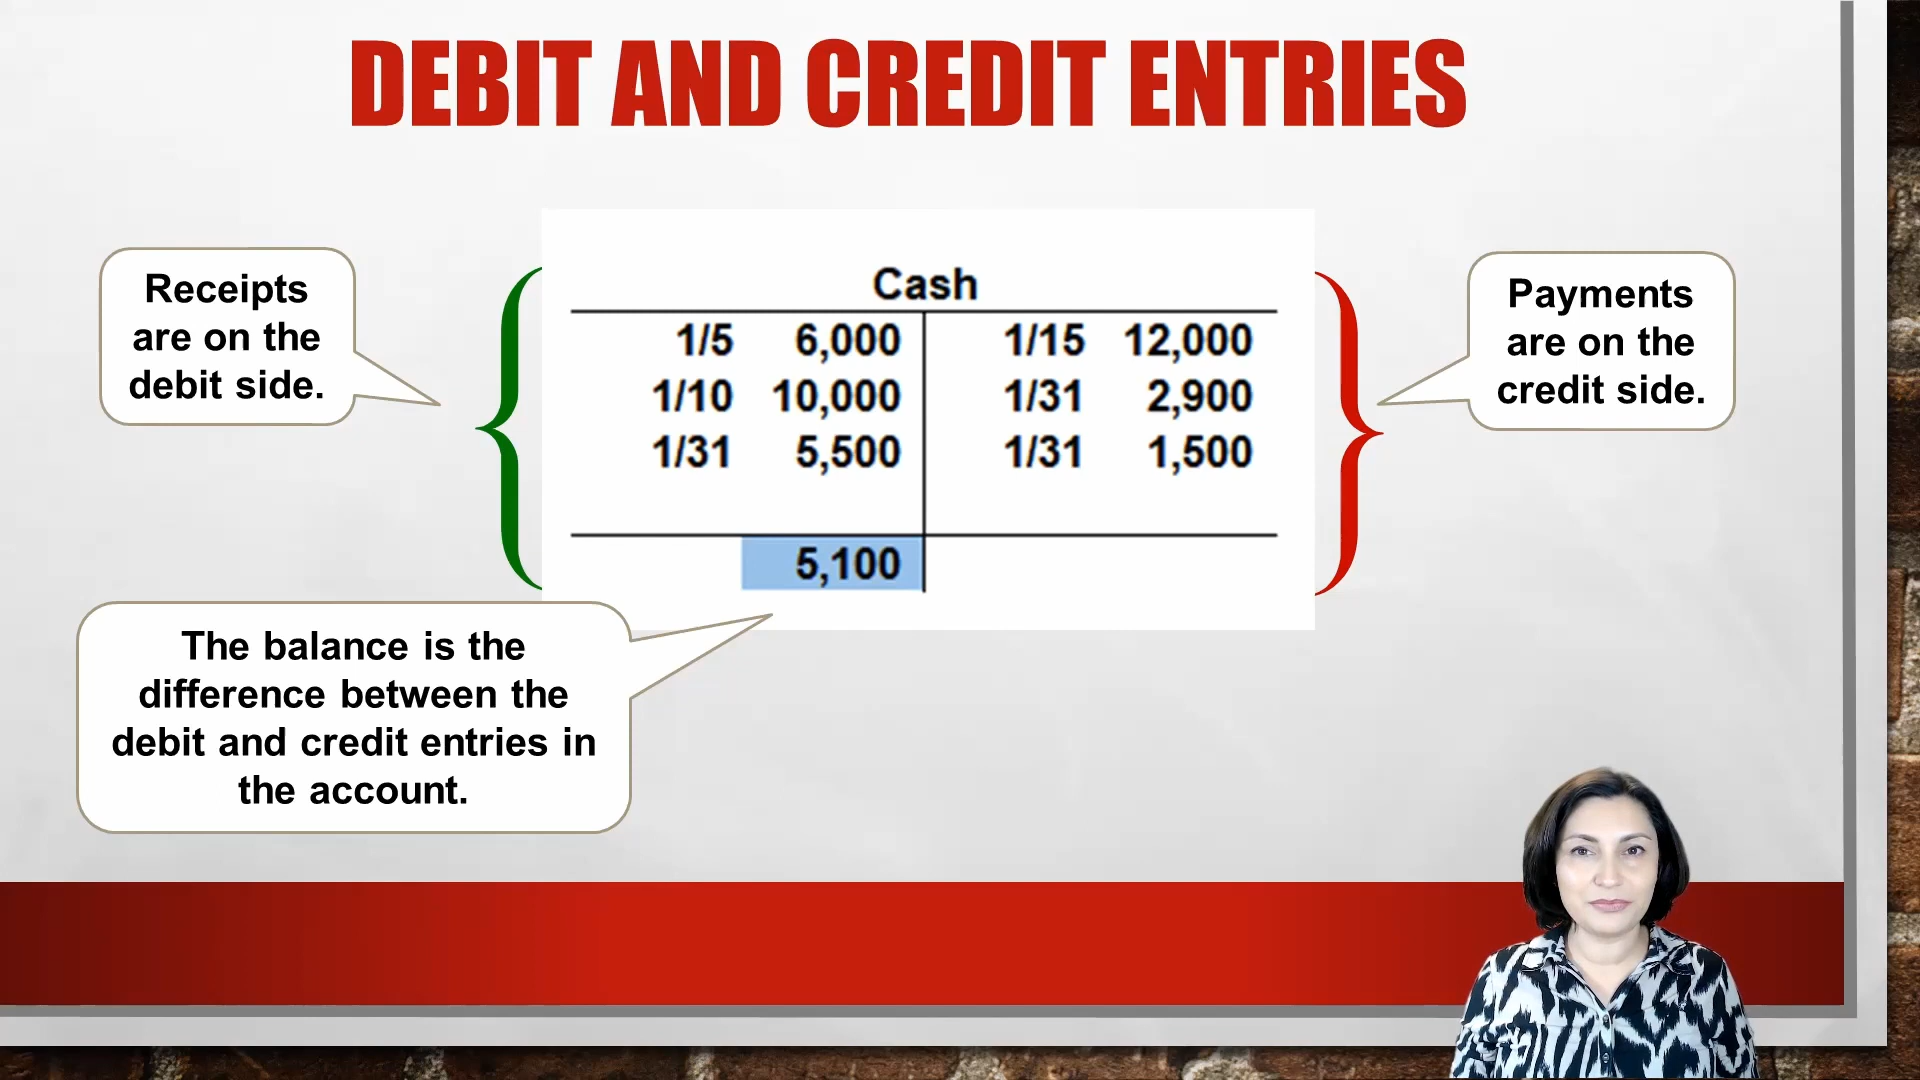 DEBIT AND CREDIT ENTRIES
Receipts
are on the
debit side.
Cash
1/5 6,000 1/15 12,000
1/10 10,000 1/31 2,900
1/31 5,500 1/31 1,500
5,100
Payments
are on the
credit side.
The balance is the
difference between the
debit and credit entries in
the account.